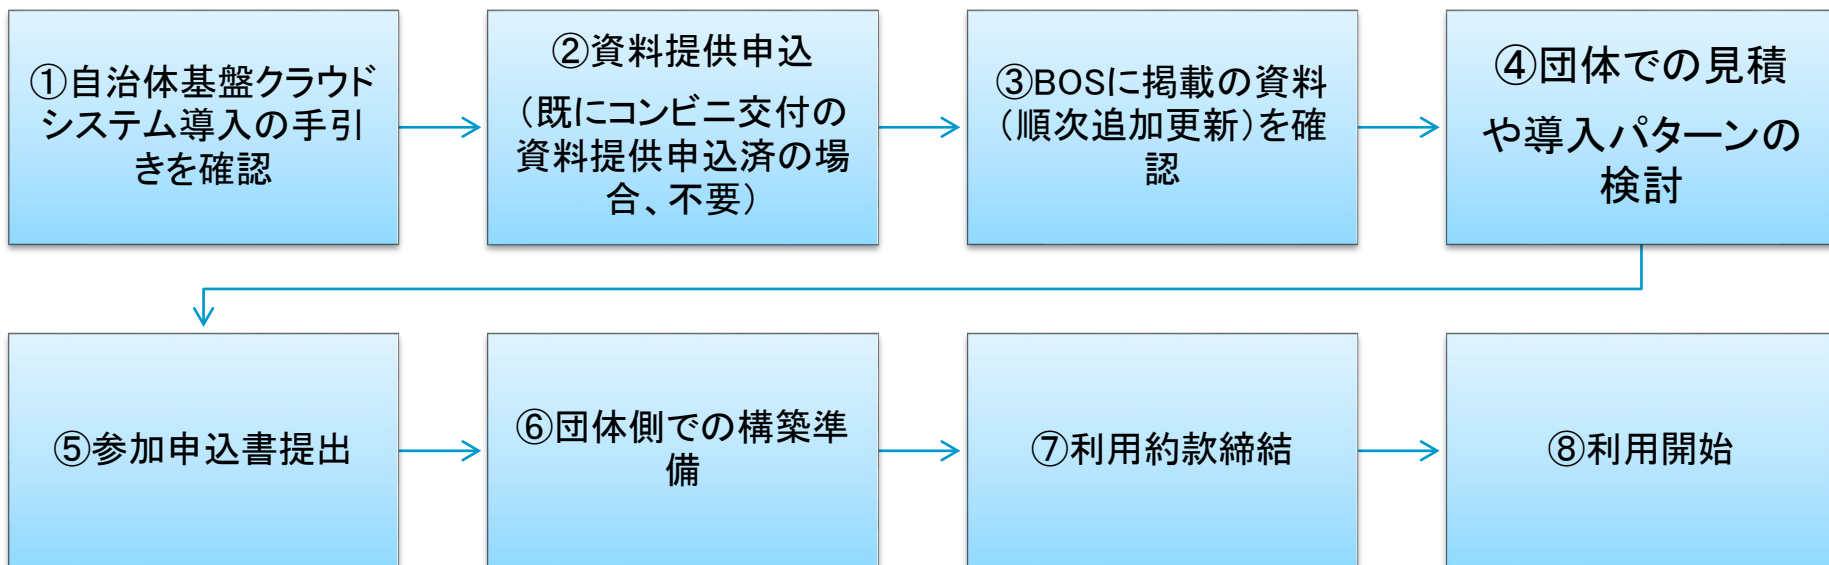 ①自治体基盤クラウド
システム導入の手引
きを確認
②資料提供申込
（既にコンビニ交付の
資料提供申込済の場
合、不要）
③BOSに掲載の資料
（順次追加更新）を確
認
④団体での見積
や導入パターンの
検討
⑤参加申込書提出
⑥団体側での構築準
備
⑦利用約款締結
⑧利用開始